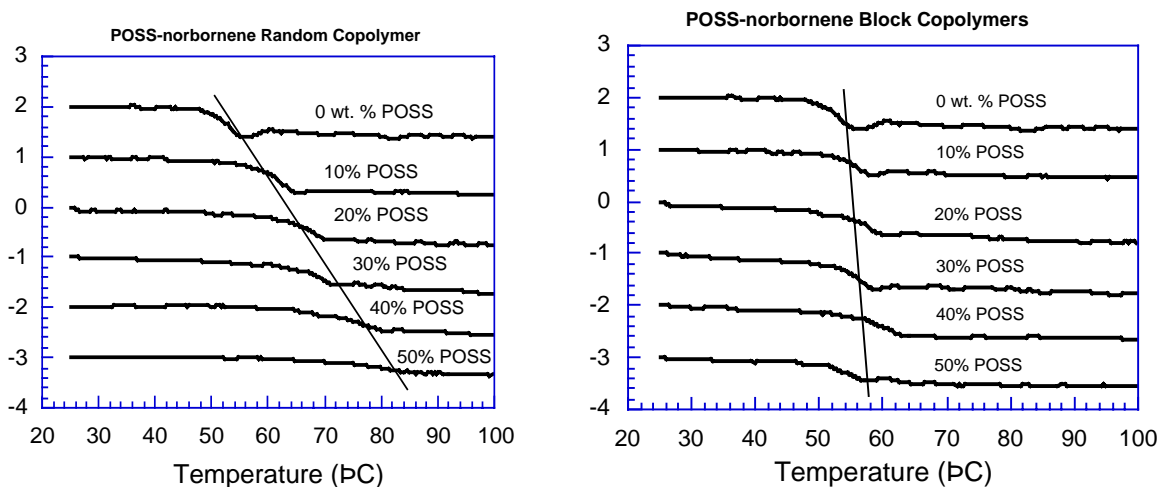 POSS-norbornene Random Copolymer
3
2
1
0
-1
-2
-3
-4
0 wt. % POSS
10% POSS
20% POSS
30% POSS
40% POSS
50% POSS
20 30 40 50 60 70 80 90 100
Temperature (ÞC)
POSS-norbornene Block Copolymers
3
2
1
0
-1
-2
-3
-4
0 wt. % POSS
10% POSS
20% POSS
30% POSS
40% POSS
50% POSS
20 30 40 50 60 70 80 90 100
Temperature (ÞC)